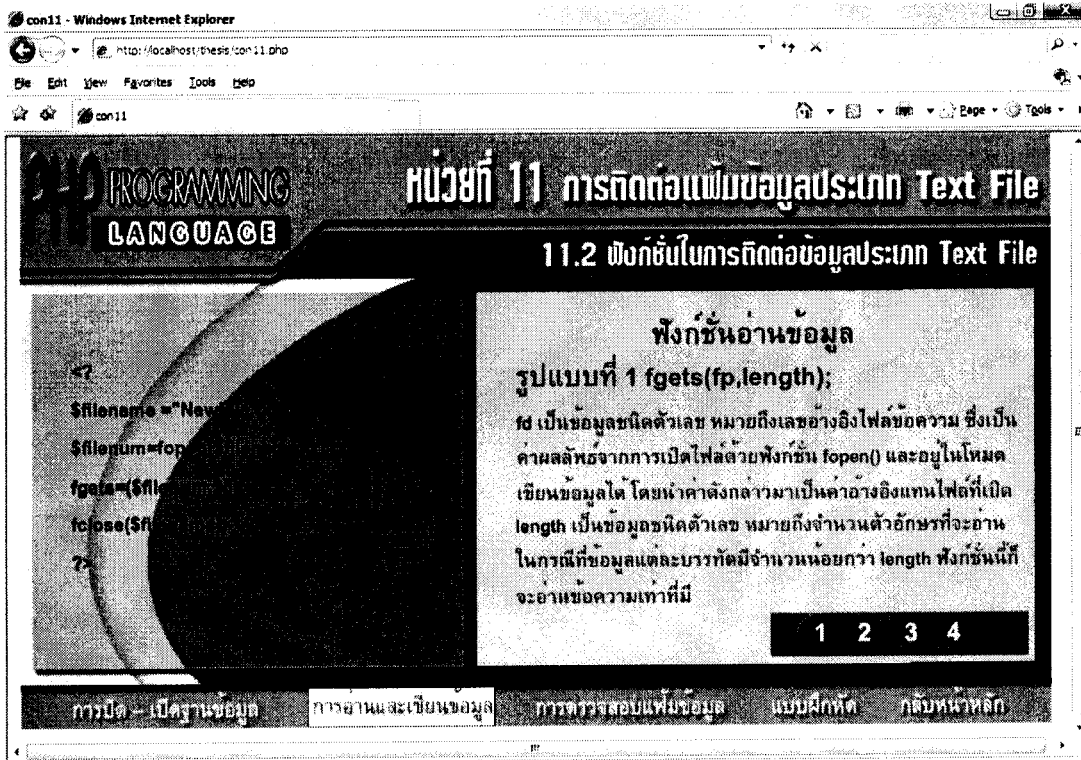 con11 - Windows Internet Explorer
http://localhost/thesis/con11.php
File Edit View Favorites Tools Help
con11
Page Tools
PHP PROGRAMMING
LANGUAGE
หน่วยที่ 11 การติดต่อแฟ้มข้อมูลประเภท Text File
11.2 ฟังก์ชั่นในการติดต่อข้อมูลประเภท Text File
<?
$filename ="New
$filenum=fop
fgets=($file
fclose($fi
?>
ฟังก์ชั่นอ่านข้อมูล
รูปแบบที่ 1 fgets(fp,length);
fd เป็นข้อมูลชนิดตัวเลข หมายถึงเลขอ้างอิงไฟล์ข้อความ ซึ่งเป็น
ค่าผลลัพธ์จากการเปิดไฟล์ด้วยฟังก์ชั่น fopen() และอยู่ในโหมด
เขียนข้อมูลได้ โดยนำค่าดังกล่าวมาเป็นค่าอ้างอิงแทนไฟล์ที่เปิด
length เป็นข้อมูลชนิดตัวเลข หมายถึงจำนวนตัวอักษรที่จะอ่าน
ในกรณีที่ข้อมูลแต่ละบรรทัดมีจำนวนน้อยกว่า length ฟังก์ชั่นนี้ก็
จะอ่านข้อความเท่าที่มี
1 2 3 4
การปิด – เปิดฐานข้อมูล การอ่านและเขียนข้อมูล การตรวจสอบแฟ้มข้อมูล แบบฝึกหัด กลับหน้าหลัก